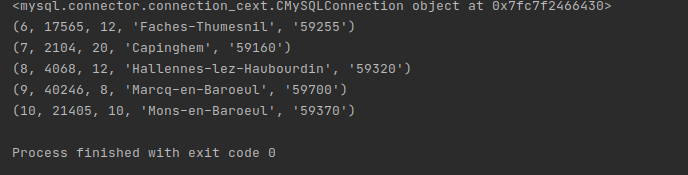 <mysql.connector.connection_cext.CMySQLConnection object at 0x7fc7f2466430>
(6, 17565, 12, 'Faches-Thumesnil', '59255')
(7, 2104, 20, 'Capinghem', '59160')
(8, 4068, 12, 'Hallennes-lez-Haubourdin', '59320')
(9, 40246, 8, 'Marcq-en-Baroeul', '59700')
(10, 21405, 10, 'Mons-en-Baroeul', '59370')
Process finished with exit code 0